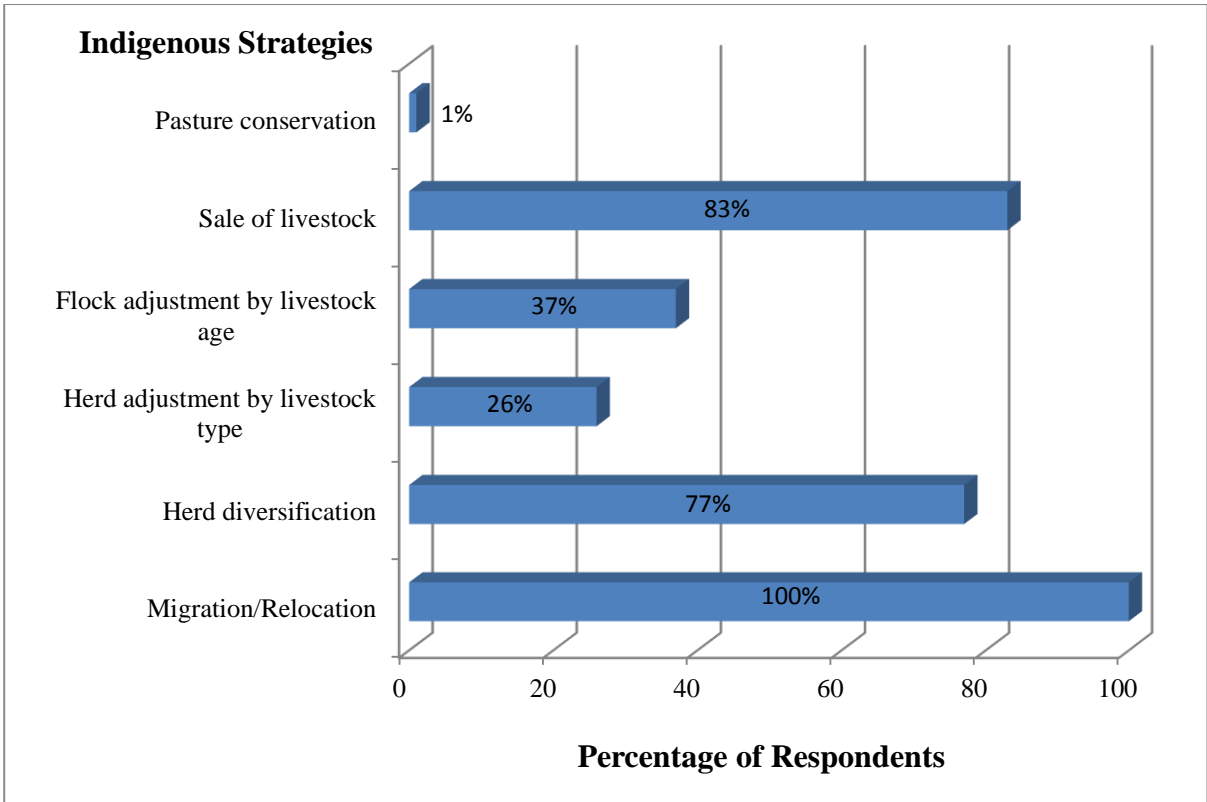 Indigenous Strategies
Pasture conservation
1%
Sale of livestock
83%
Flock adjustment by livestock
age
37%
Herd adjustment by livestock
type
26%
Herd diversification
77%
Migration/Relocation
100%
0 20 40 60 80 100
Percentage of Respondents